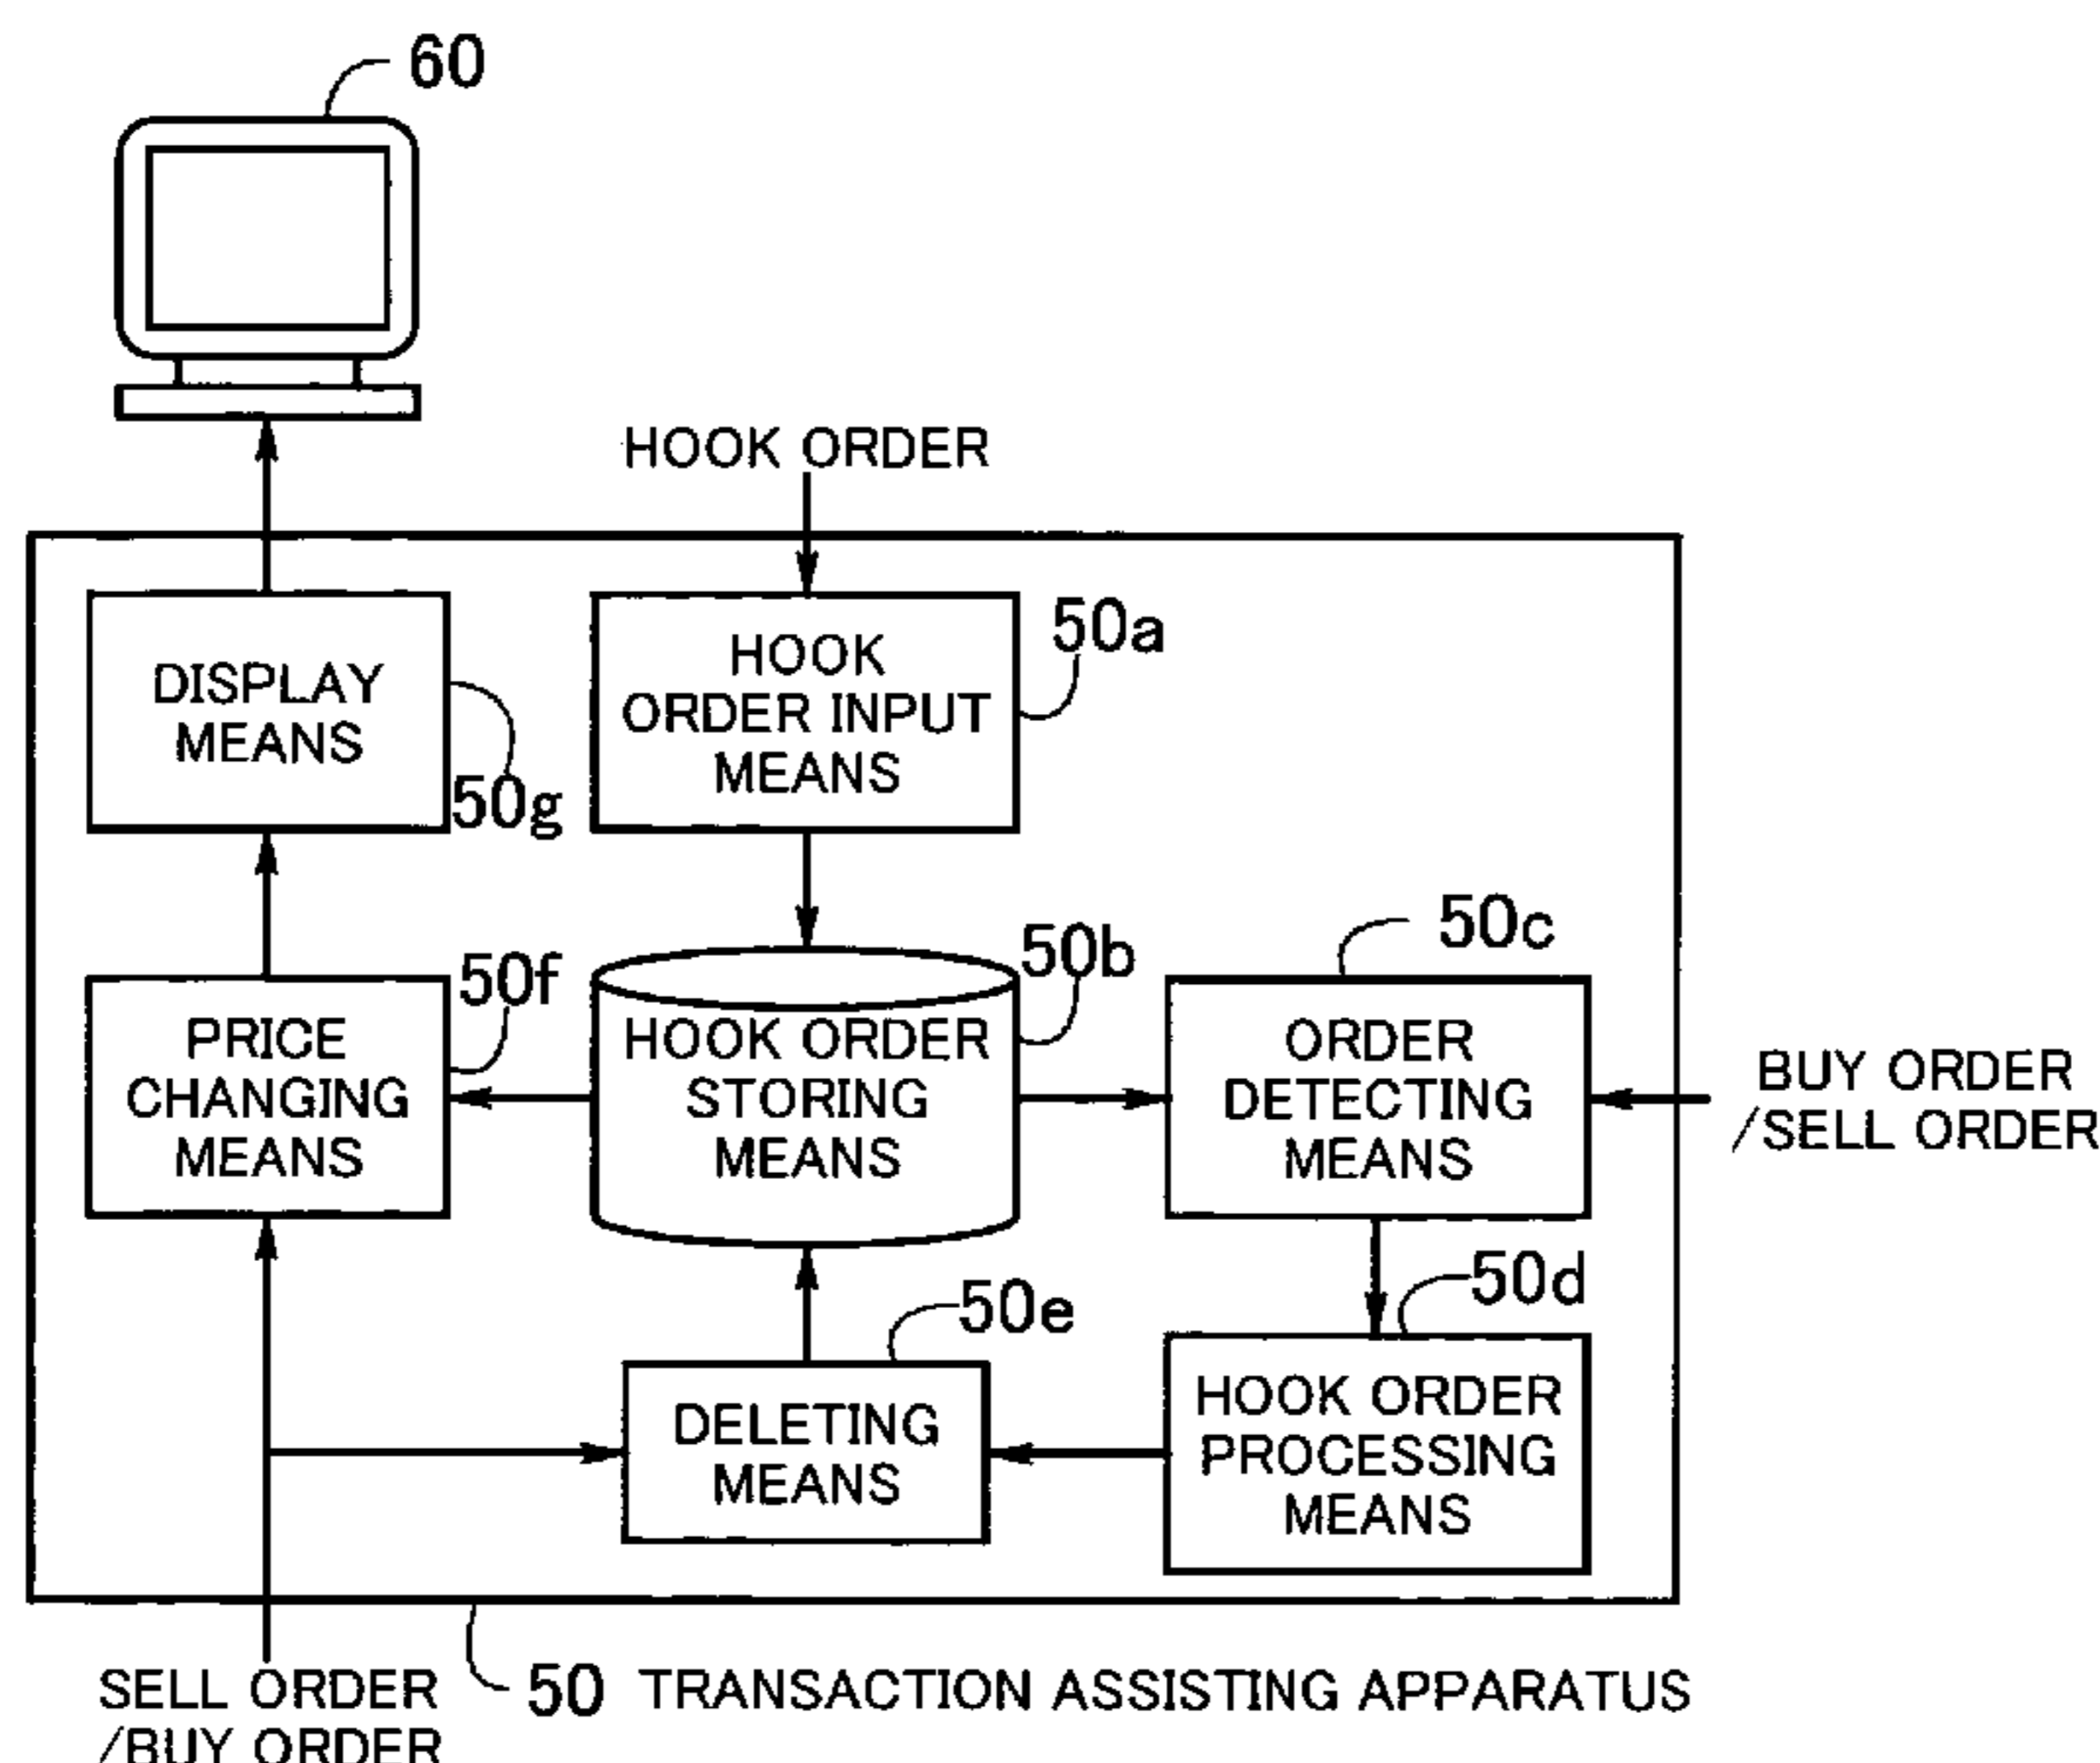 60
HOOK ORDER
DISPLAY
MEANS
50g
HOOK
ORDER INPUT
MEANS
50a
PRICE
CHANGING
MEANS
50f
HOOK ORDER
STORING
MEANS
50b
50c
ORDER
DETECTING
MEANS
BUY ORDER
/SELL ORDER
50e
DELETING
MEANS
50d
HOOK ORDER
PROCESSING
MEANS
SELL ORDER
/BUY ORDER
50 TRANSACTION ASSISTING APPARATUS